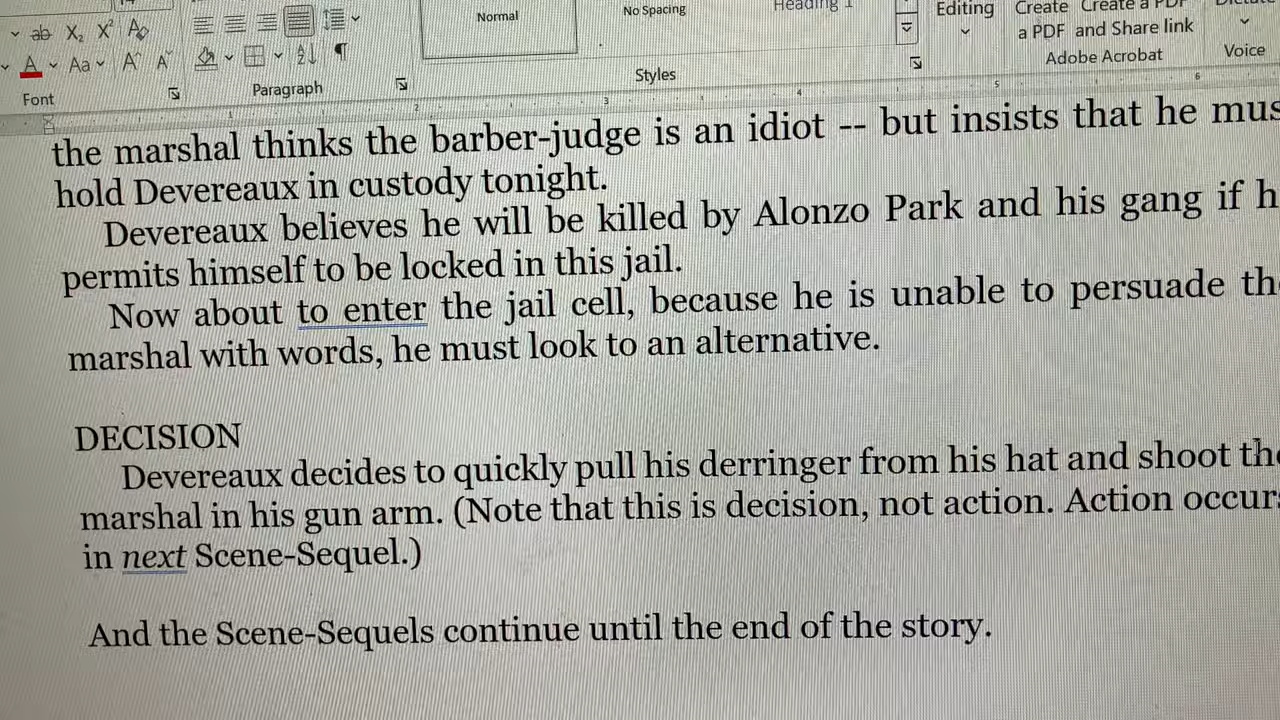 Normal
No Spacing
Heading 1
Editing
Create
Create a PDF
a PDF
and Share link
Adobe Acrobat
Voice
Font
Paragraph
Styles
the marshal thinks the barber-judge is an idiot -- but insists that he mus
hold Devereaux in custody tonight.
Devereaux believes he will be killed by Alonzo Park and his gang if h
permits himself to be locked in this jail.
Now about to enter the jail cell, because he is unable to persuade th
marshal with words, he must look to an alternative.
DECISION
Devereaux decides to quickly pull his derringer from his hat and shoot the
marshal in his gun arm. (Note that this is decision, not action. Action occur
in next Scene-Sequel.)
And the Scene-Sequels continue until the end of the story.